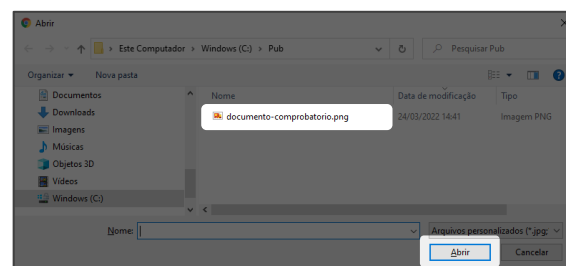 Abrir
Este Computador > Windows (C:) > Pub
Pesquisar Pub
Organizar
Nova pasta
Documentos
Downloads
Imagens
Músicas
Objetos 3D
Vídeos
Windows (C:)
Nome
Data de modificação
Tipo
documento-comprobatorio.png
24/03/2022 14:41
Imagem PNG
Nome:
Arquivos personalizados (*.jpg;
Abrir
Cancelar